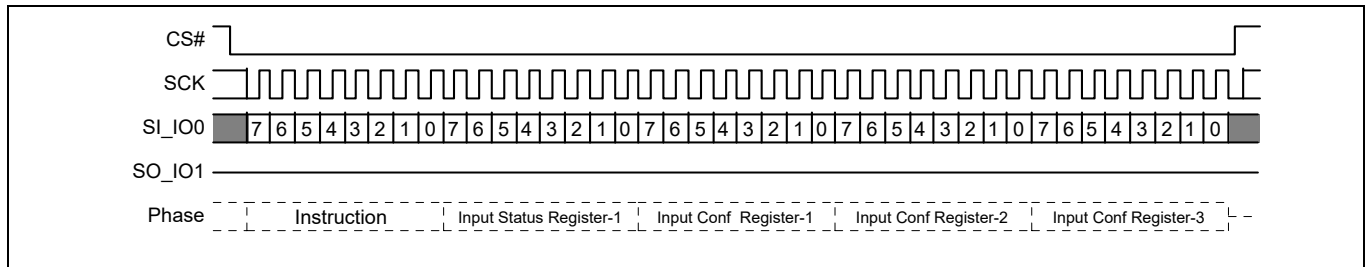 CS#
SCK
SI_IO0 7 6 5 4 3 2 1 0 7 6 5 4 3 2 1 0 7 6 5 4 3 2 1 0 7 6 5 4 3 2 1 0 7 6 5 4 3 2 1 0
SO_IO1
Phase Instruction Input Status Register-1 Input Conf Register-1 Input Conf Register-2 Input Conf Register-3